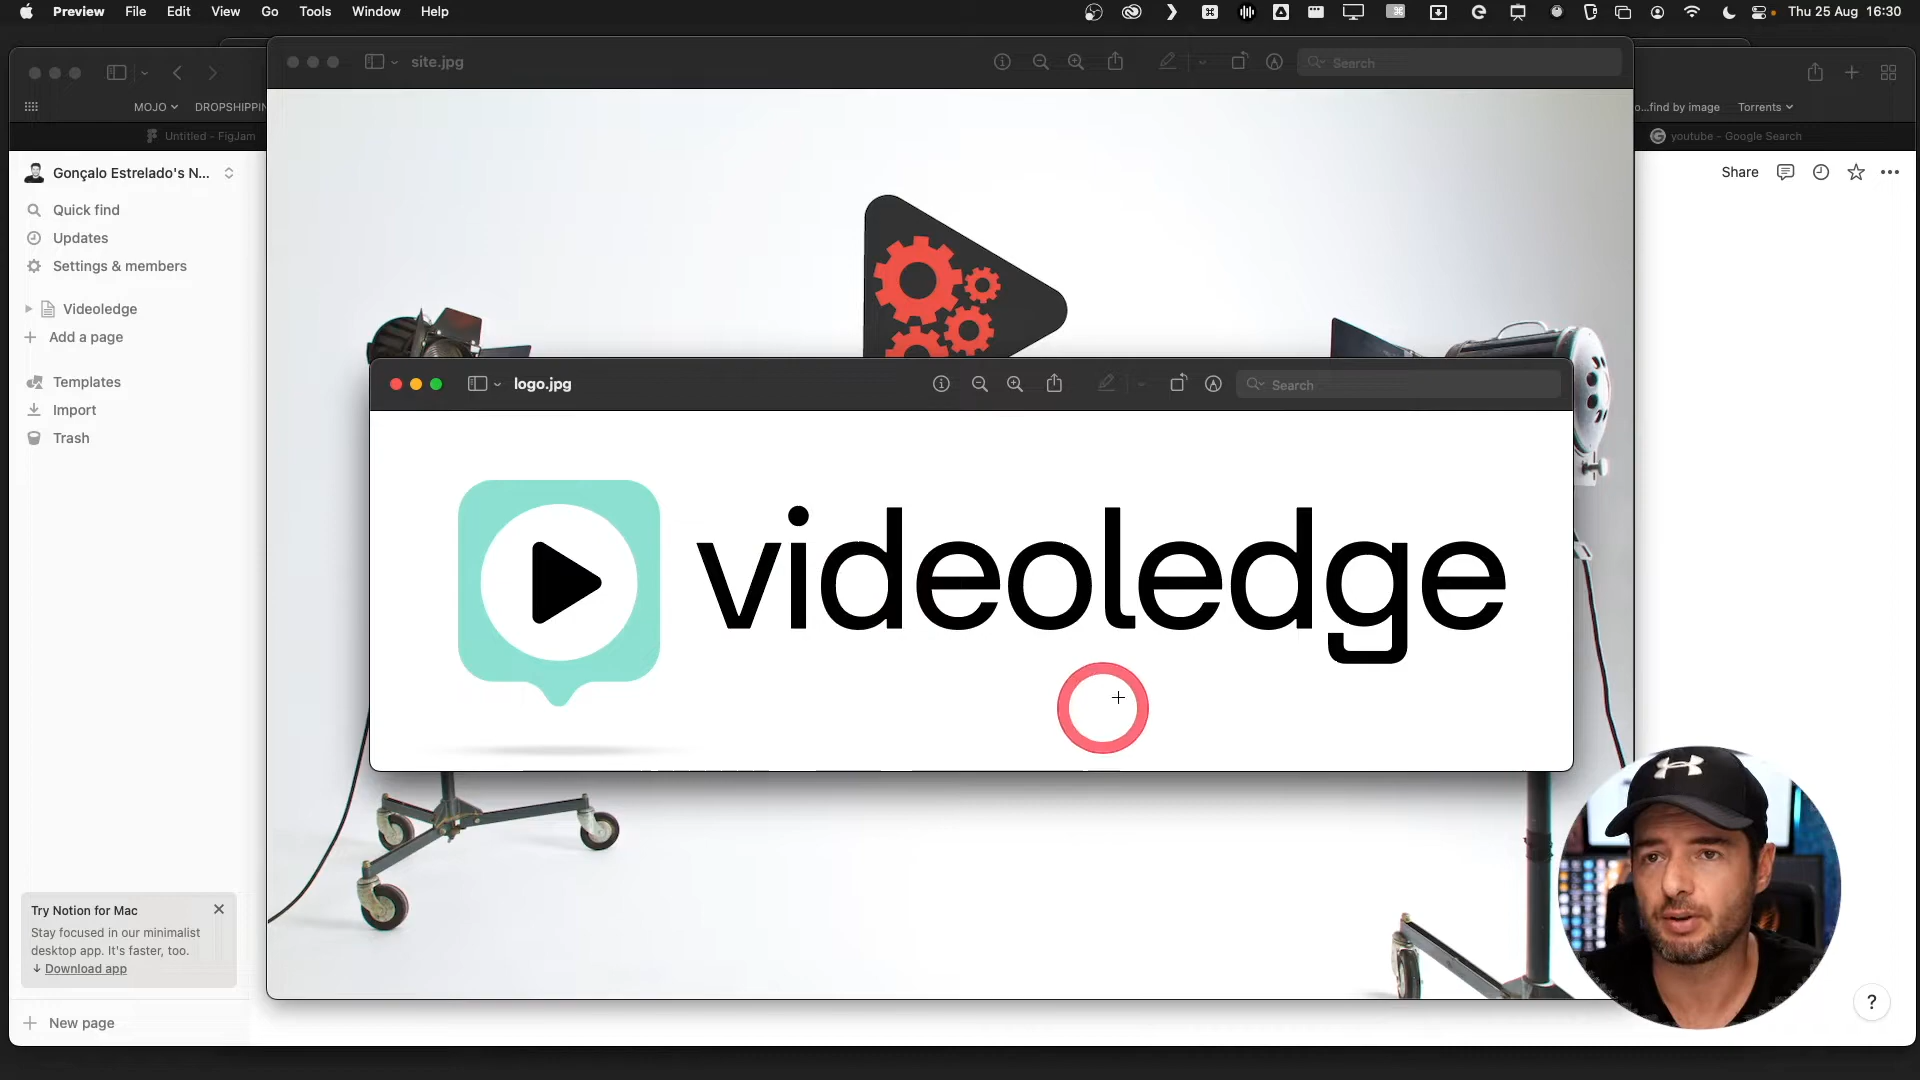 Preview File Edit View Go Tools Window Help
Thu 25 Aug 16:30
site.jpg
Search
MOJO
DROPSHIPPIN
o...find by image
Torrents
Untitled - FigJam
youtube - Google Search
Gonçalo Estrelado's N...
Share
Quick find
Updates
Settings & members
Videoledge
Add a page
Templates
Import
Trash
logo.jpg
Search
videoledge
Try Notion for Mac
Stay focused in our minimalist
desktop app. It's faster, too.
Download app
New page
?